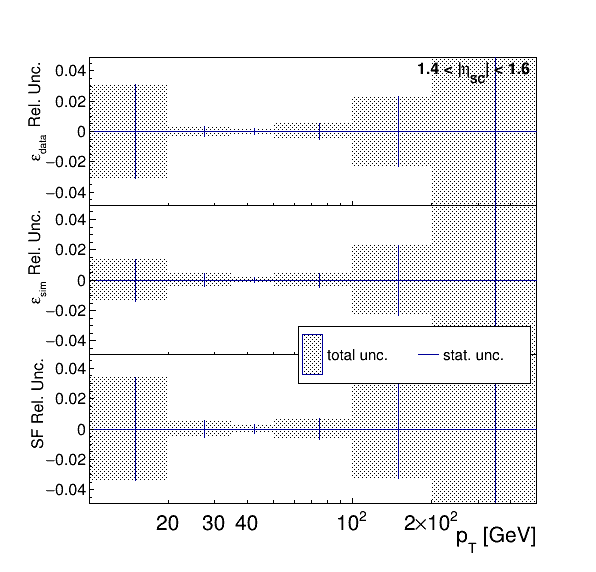 1.4 < |η_SC| < 1.6
ε_data Rel. Unc.
0.04
0.02
0
−0.02
−0.04
ε_sim Rel. Unc.
0.04
0.02
0
−0.02
−0.04
total unc.
stat. unc.
SF Rel. Unc.
0.04
0.02
0
−0.02
−0.04
20 30 40 10² 2×10²
p_T [GeV]